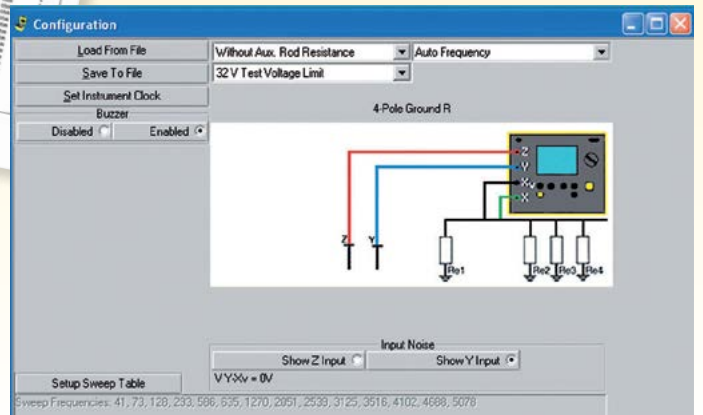 Configuration
Load From File
Without Aux. Rod Resistance
Auto Frequency
Save To File
32 V Test Voltage Limit
Set Instrument Clock
Buzzer
Disabled
Enabled
4-Pole Ground R
Z
Y
Xv
X
Z
Y
Re1
Re2
Re3
Re4
Input Noise
Show Z Input
Show Y Input
VY-Xv = 0V
Setup Sweep Table
Sweep Frequencies: 41, 73, 128, 233, 586, 635, 1270, 2051, 2539, 3125, 3516, 4102, 4688, 5078